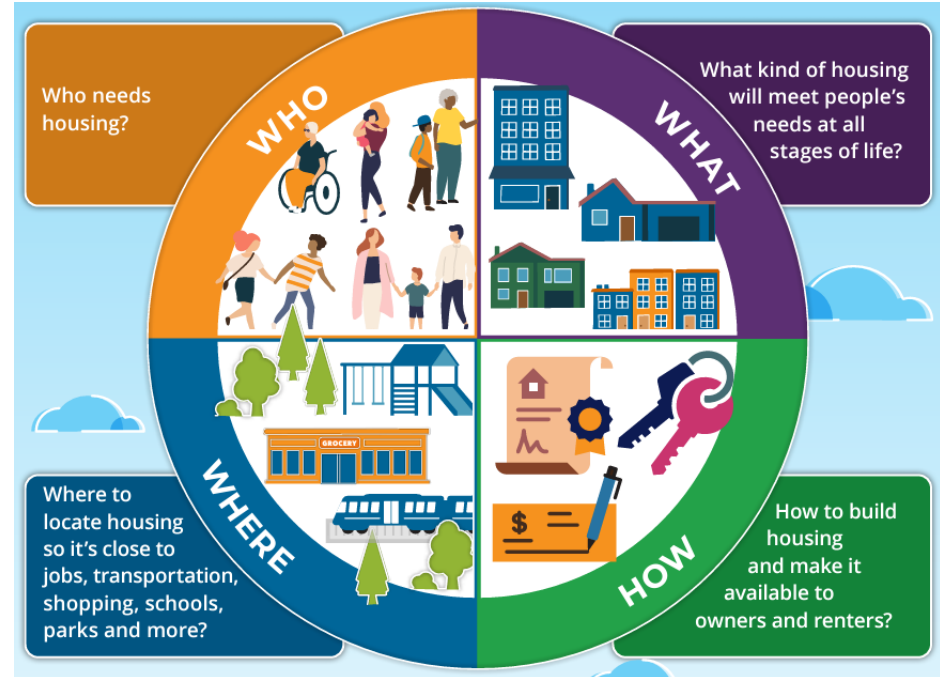 Who needs
housing?
WHO
What kind of housing
will meet people's
needs at all
stages of life?
WHAT
Where to
locate housing
so it's close to
jobs, transportation,
shopping, schools,
parks and more?
WHERE
GROCERY
$
How to build
housing
and make it
available to
owners and renters?
HOW